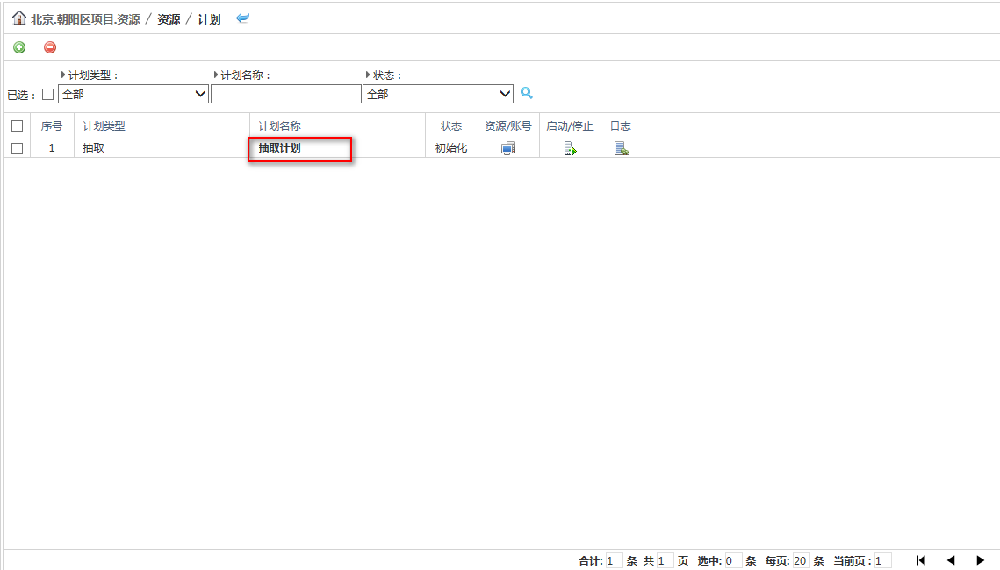 北京.朝阳区项目.资源 / 资源 / 计划
计划类型： 计划名称： 状态：
已选： 全部 全部
序号 计划类型 计划名称 状态 资源/账号 启动/停止 日志
1 抽取 抽取计划 初始化
合计: 1 条 共 1 页 选中: 0 条 每页: 20 条 当前页: 1